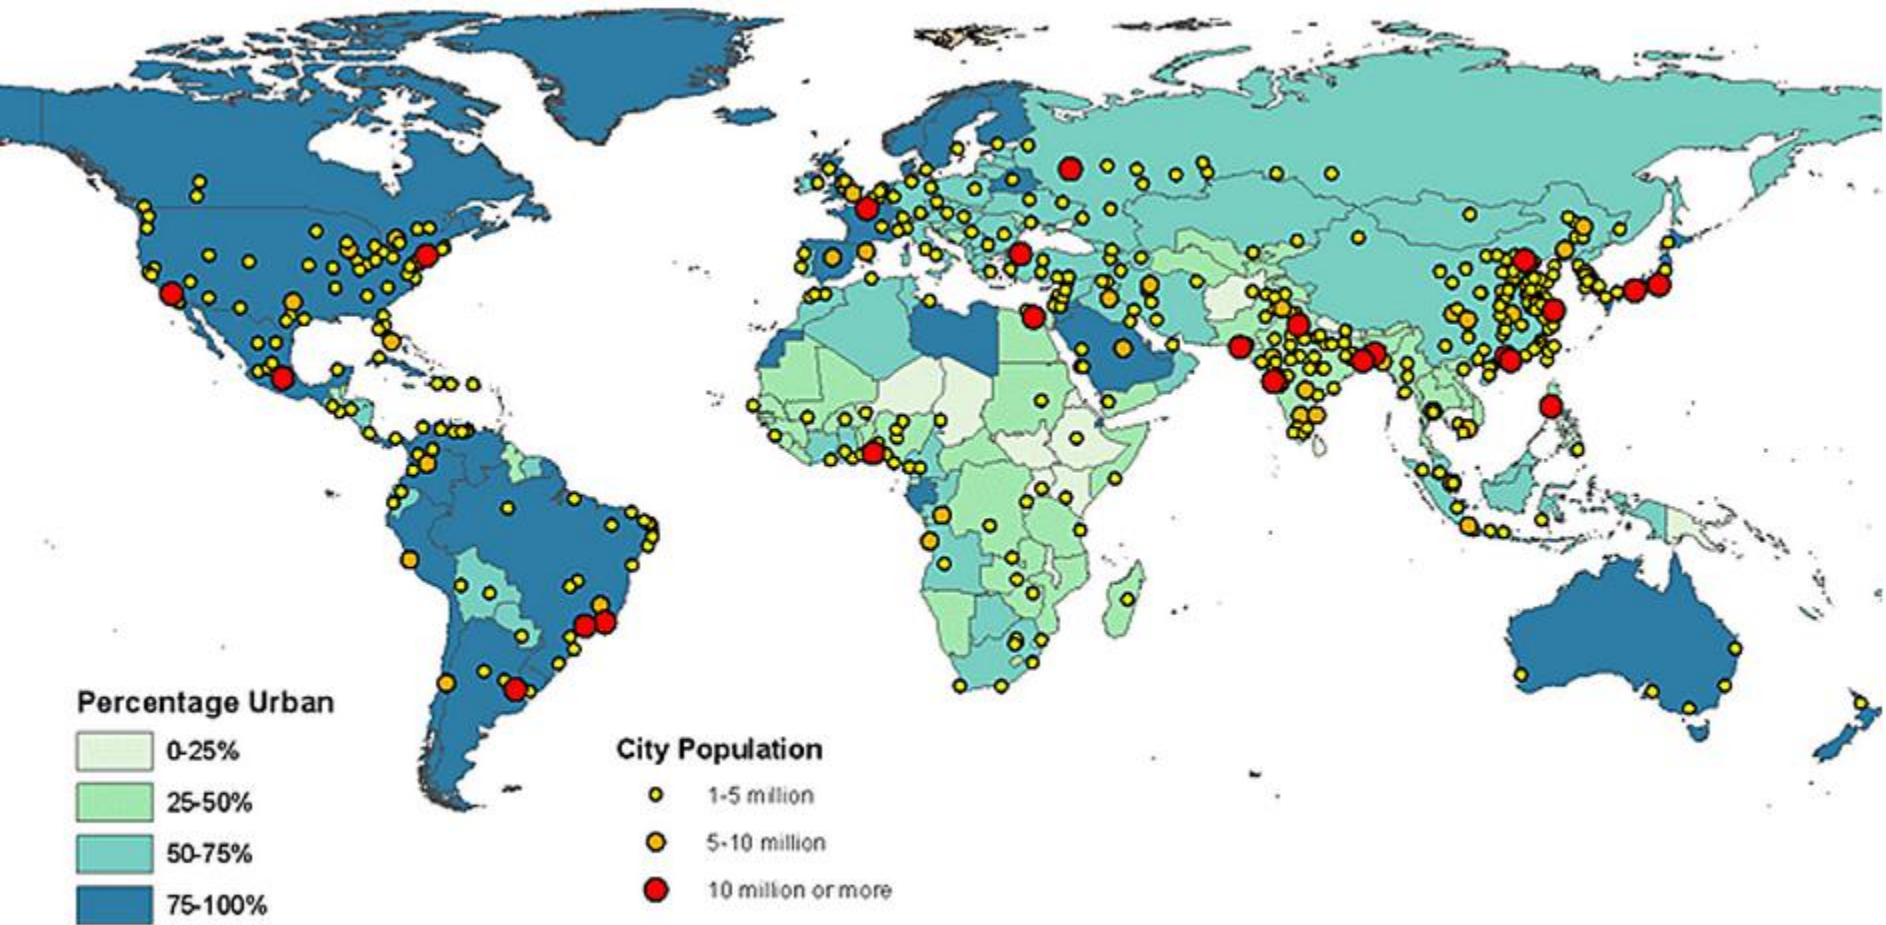 Percentage Urban
0-25%
25-50%
50-75%
75-100%
City Population
1-5 million
5-10 million
10 million or more